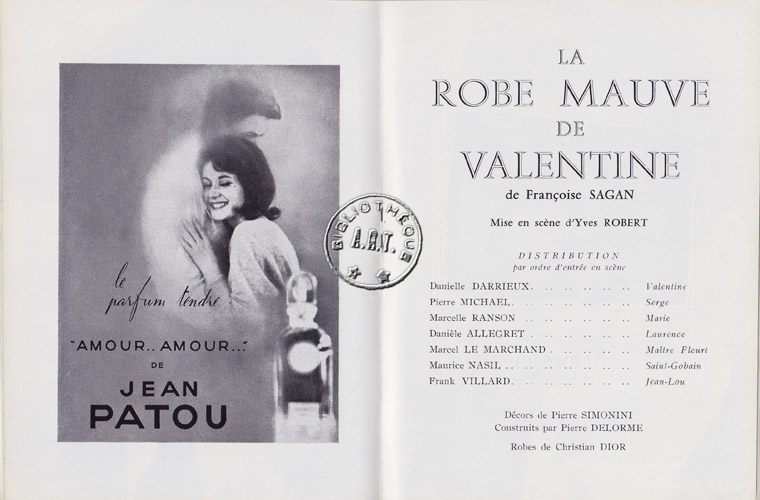 le
parfum tendre
"AMOUR.. AMOUR..."
DE
JEAN
PATOU
BIBLIOTHÈQUE
A.R.T.
LA
ROBE MAUVE
DE
VALENTINE
de Françoise SAGAN
Mise en scène d'Yves ROBERT
DISTRIBUTION
par ordre d'entrée en scène
Danielle DARRIEUX. . . .. .. .. .. Valentine
Pierre MICHAEL. . .. .. .. .. .. Serge
Marcelle RANSON . .. .. .. .. .. Marie
Danièle ALLEGRET . .. .. .. .. .. Laurence
Marcel LE MARCHAND . . .. .. .. .. Maître Fleurt
Maurice NASIL .. .. .. .. .. .. Saint-Gobain
Frank VILLARD. . .. .. .. .. .. Jean-Lou
Décors de Pierre SIMONINI
Construits par Pierre DELORME
Robes de Christian DIOR